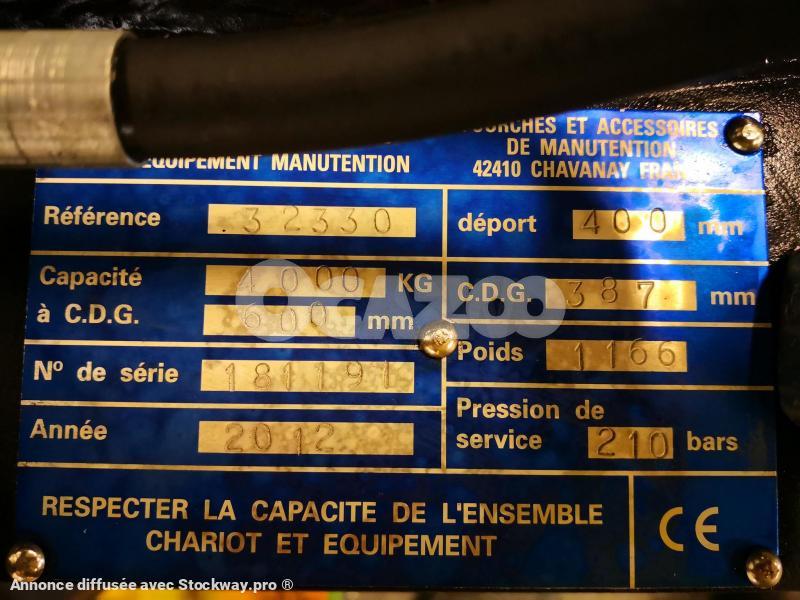 EQUIPEMENT MANUTENTION
FOURCHES ET ACCESSOIRES
DE MANUTENTION
42410 CHAVANAY
Référence 32330
déport 400 mm
Capacité 4000 KG
à C.D.G. 600 mm
C.D.G. 387 mm
N° de série 181191
Poids 1166
Année 2012
Pression de
service 210 bars
RESPECTER LA CAPACITE DE L'ENSEMBLE
CHARIOT ET EQUIPEMENT
CE
OCAZOO
Annonce diffusée avec Stockway.pro ®